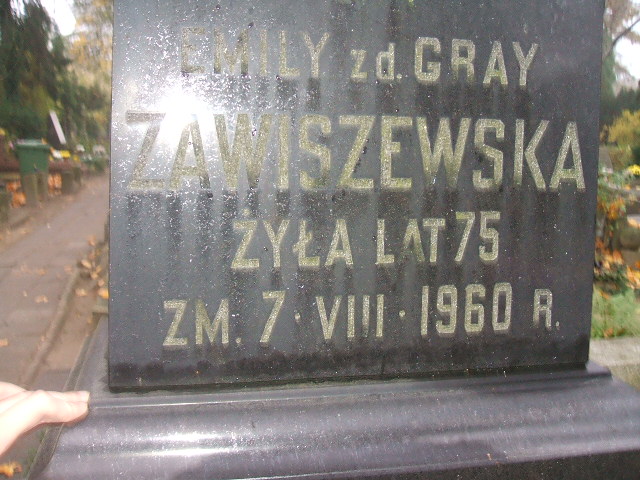 EMILY zd. GRAY
ZAWISZEWSKA
ŻYŁA LAT 75
ZM. 7 · VIII · 1960 R.